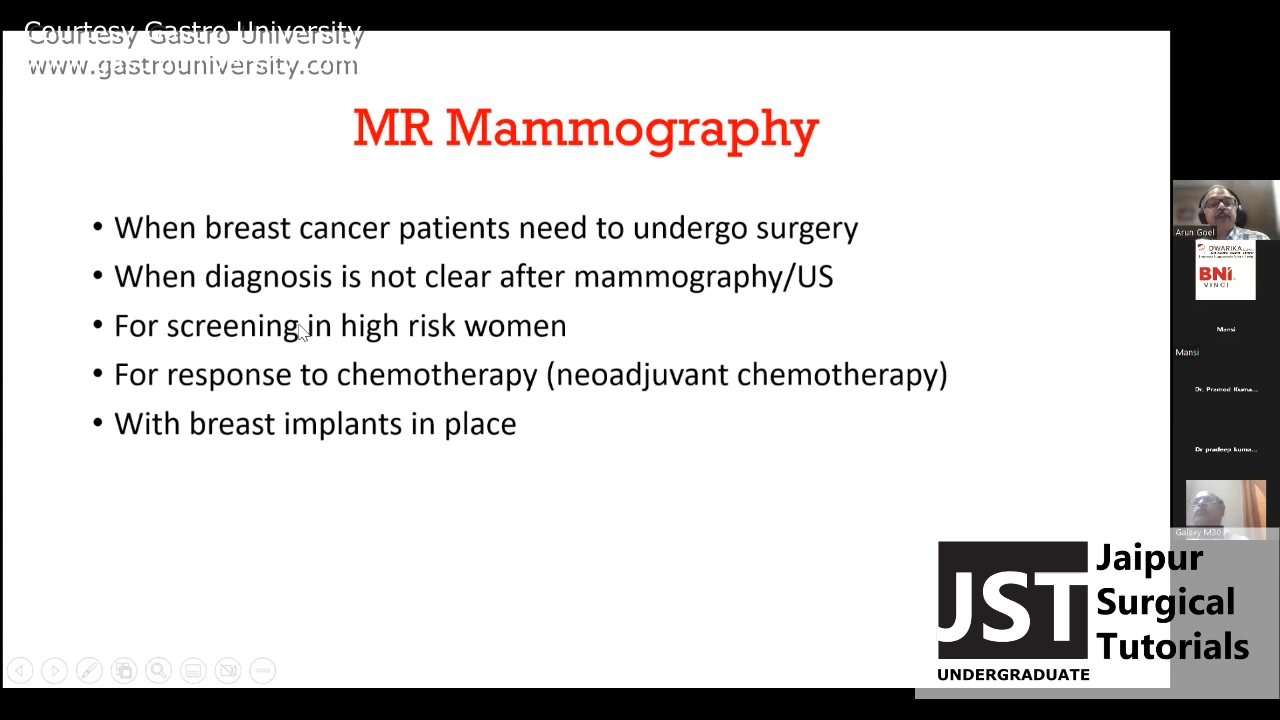 Courtesy Gastro University
www.gastrouniversity.com
MR Mammography
• When breast cancer patients need to undergo surgery
• When diagnosis is not clear after mammography/US
• For screening in high risk women
• For response to chemotherapy (neoadjuvant chemotherapy)
• With breast implants in place
Arun Goel
DWARIKA
BNI
VINCI
Mansi
Mansi
Dr. Pramod Kuma...
Dr pradeep kuma...
Galaxy M30
JST
UNDERGRADUATE
Jaipur
Surgical
Tutorials